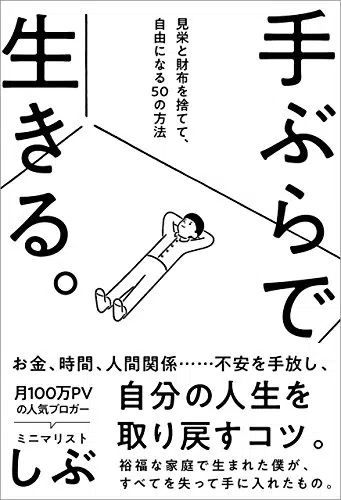 手ぶらで
生きる。
見栄と財布を捨てて、
自由になる50の方法
お金、時間、人間関係……不安を手放し、
自分の人生を
取り戻すコツ。
月100万PV
の人気ブロガー
ミニマリスト
しぶ
裕福な家庭で生まれた僕が、
すべてを失って手に入れたもの。